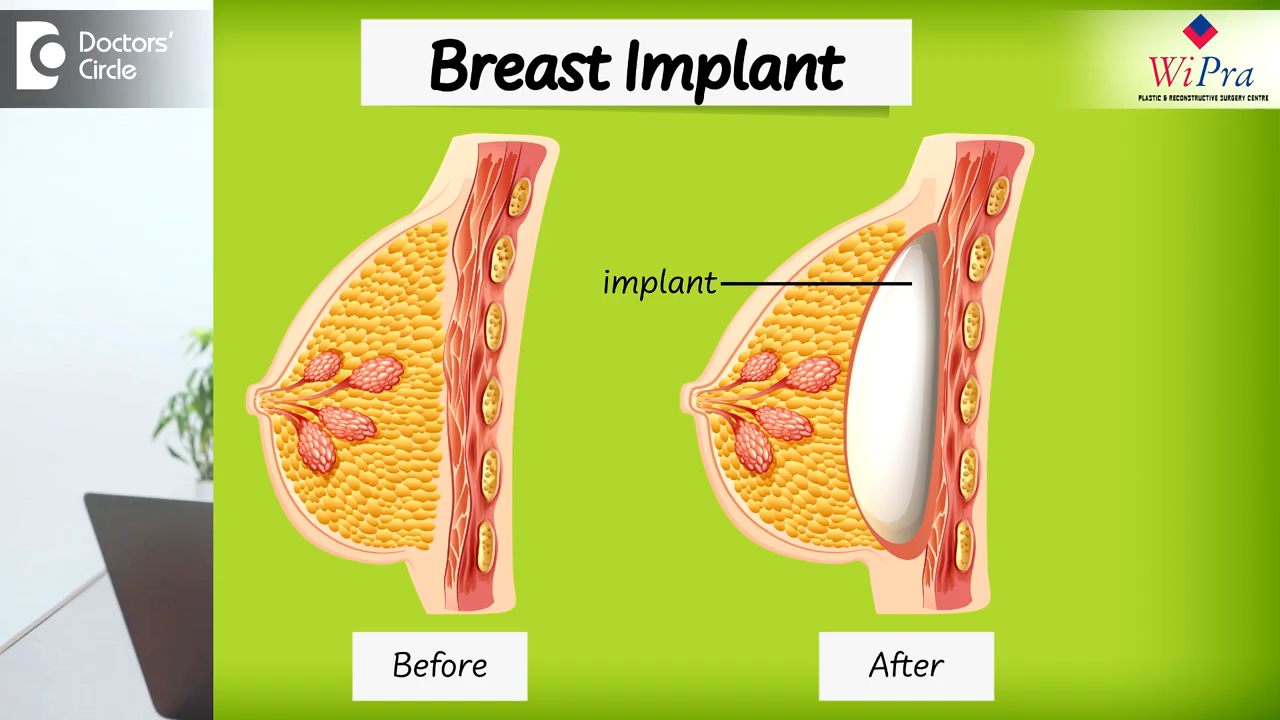 Doctors'
Circle
Breast Implant
WiPra
PLASTIC & RECONSTRUCTIVE SURGERY CENTRE
implant
Before
After